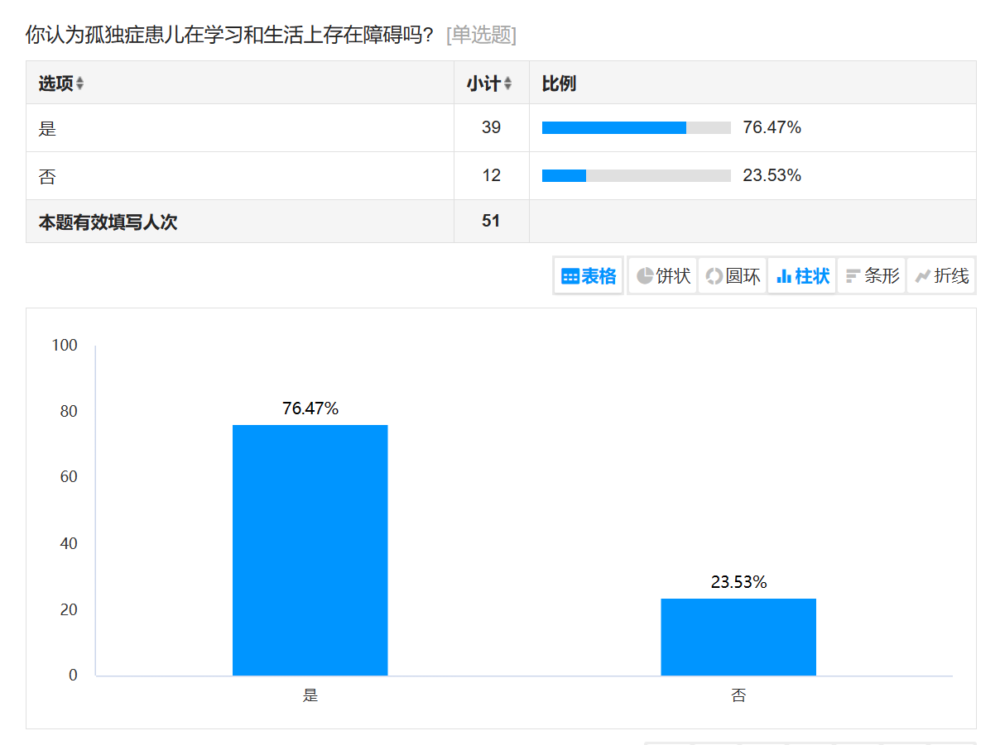 你认为孤独症患儿在学习和生活上存在障碍吗? [单选题]
选项 小计 比例
是 39 76.47%
否 12 23.53%
本题有效填写人次 51
表格 饼状 圆环 柱状 条形 折线
100
80
76.47%
60
40
23.53%
20
0
是 否